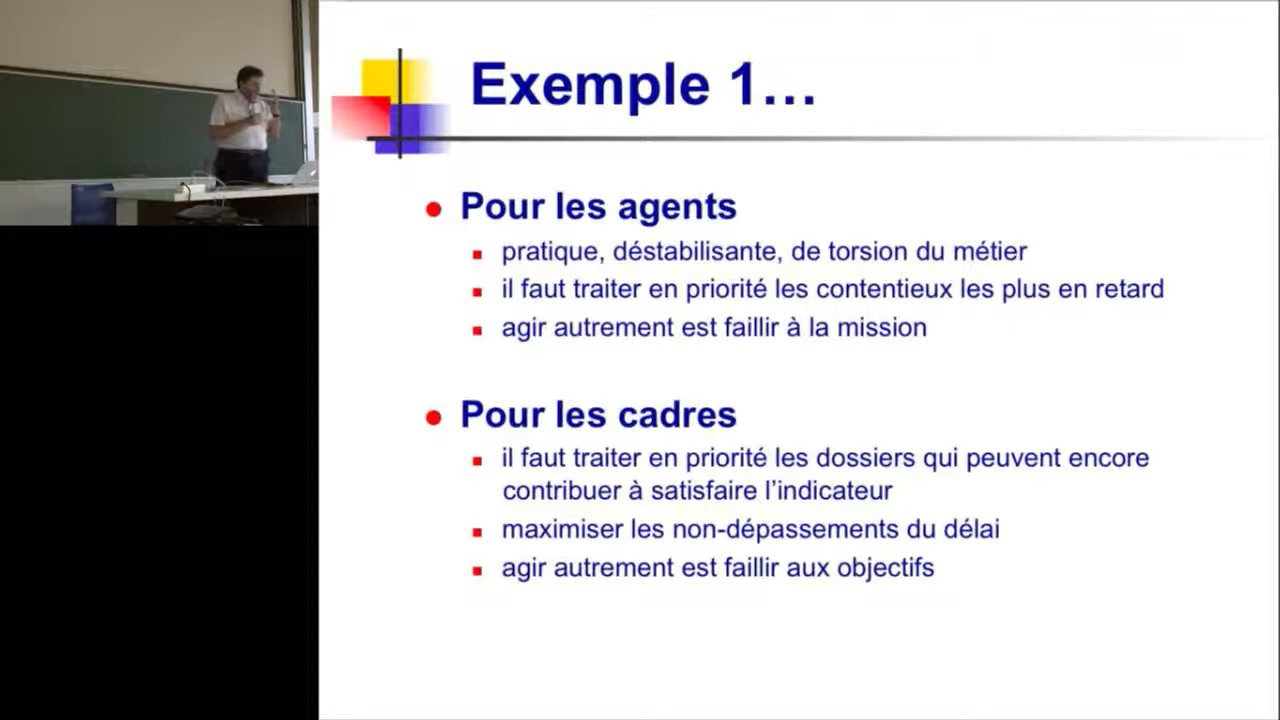 Exemple 1…
Pour les agents
pratique, déstabilisante, de torsion du métier
il faut traiter en priorité les contentieux les plus en retard
agir autrement est faillir à la mission
Pour les cadres
il faut traiter en priorité les dossiers qui peuvent encore
contribuer à satisfaire l’indicateur
maximiser les non-dépassements du délai
agir autrement est faillir aux objectifs